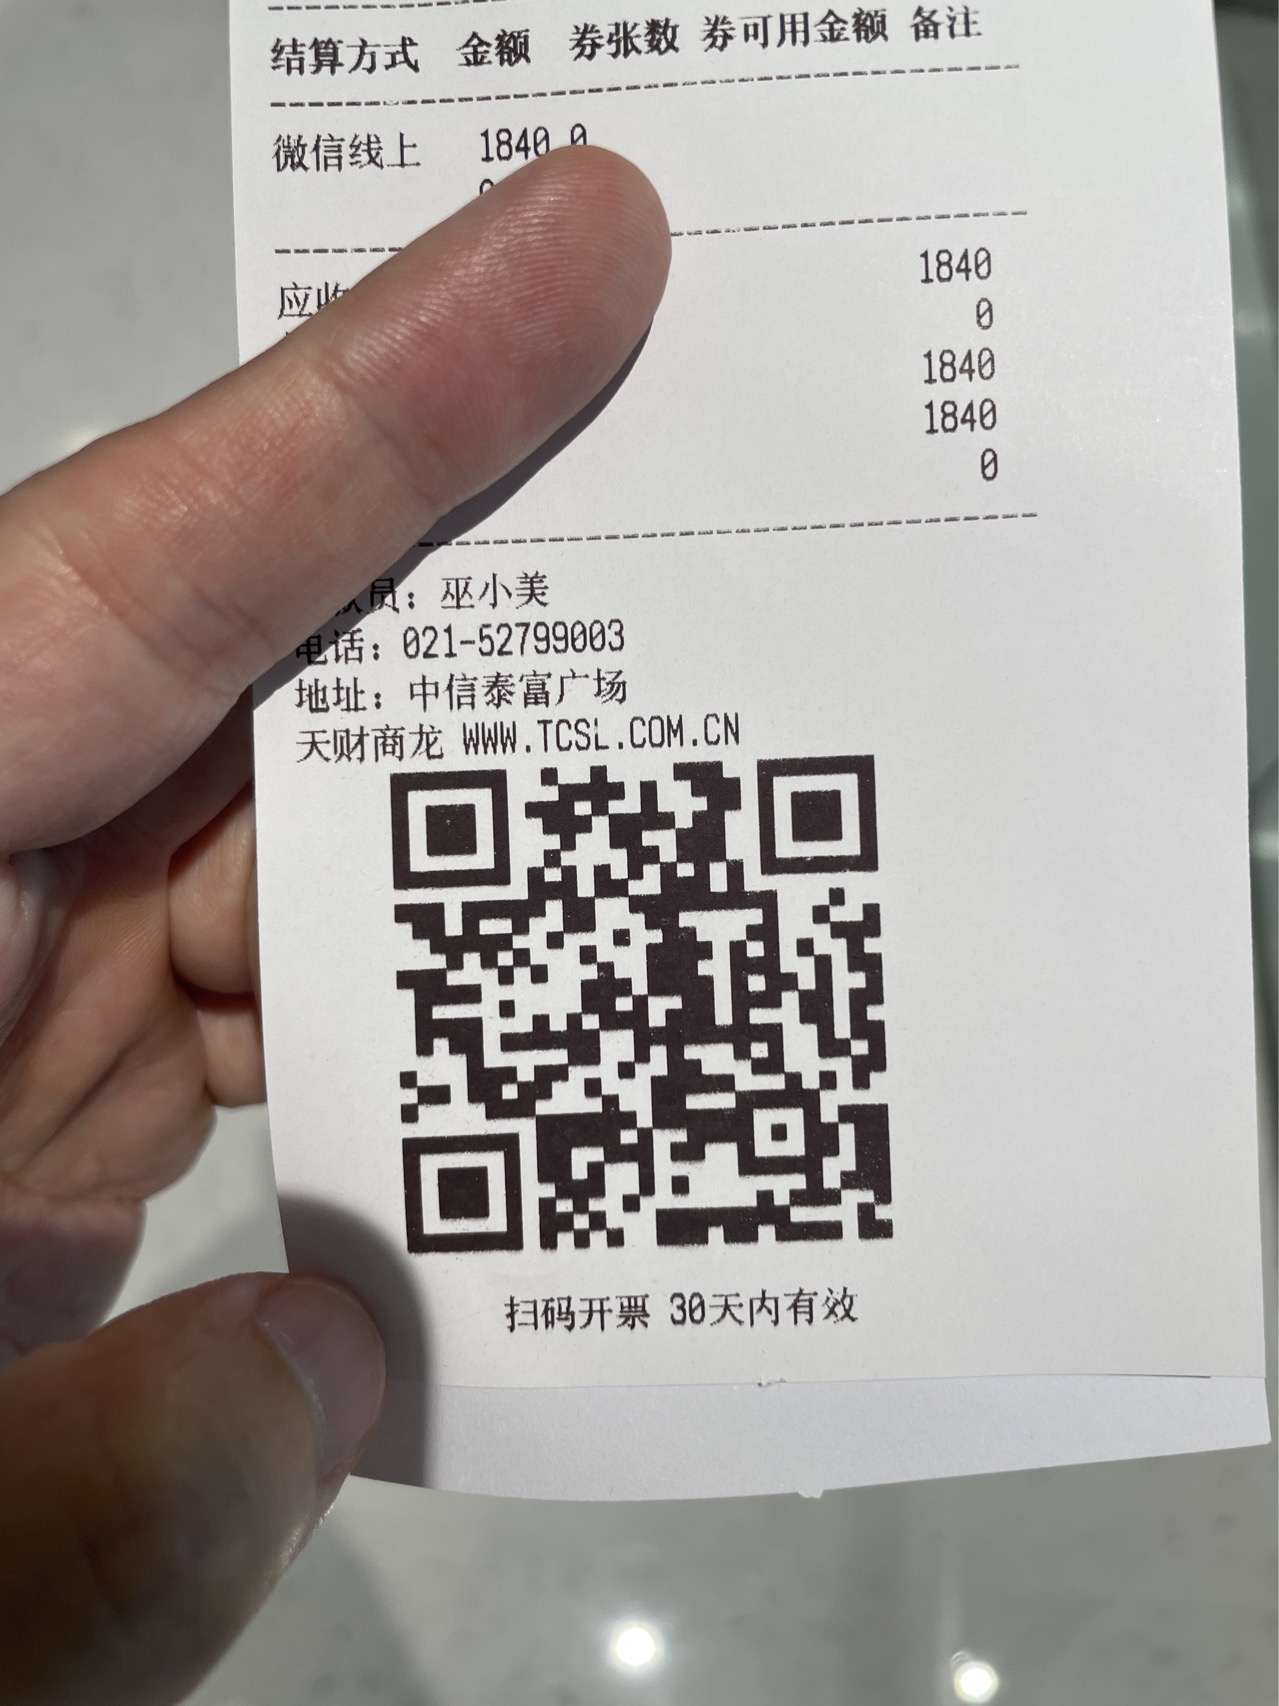 结算方式 金额 券张数 券可用金额 备注
微信线上 1840 0
应收 1840
0
1840
1840
0
员：巫小美
电话：021-52799003
地址：中信泰富广场
天财商龙 WWW.TCSL.COM.CN
扫码开票 30天内有效